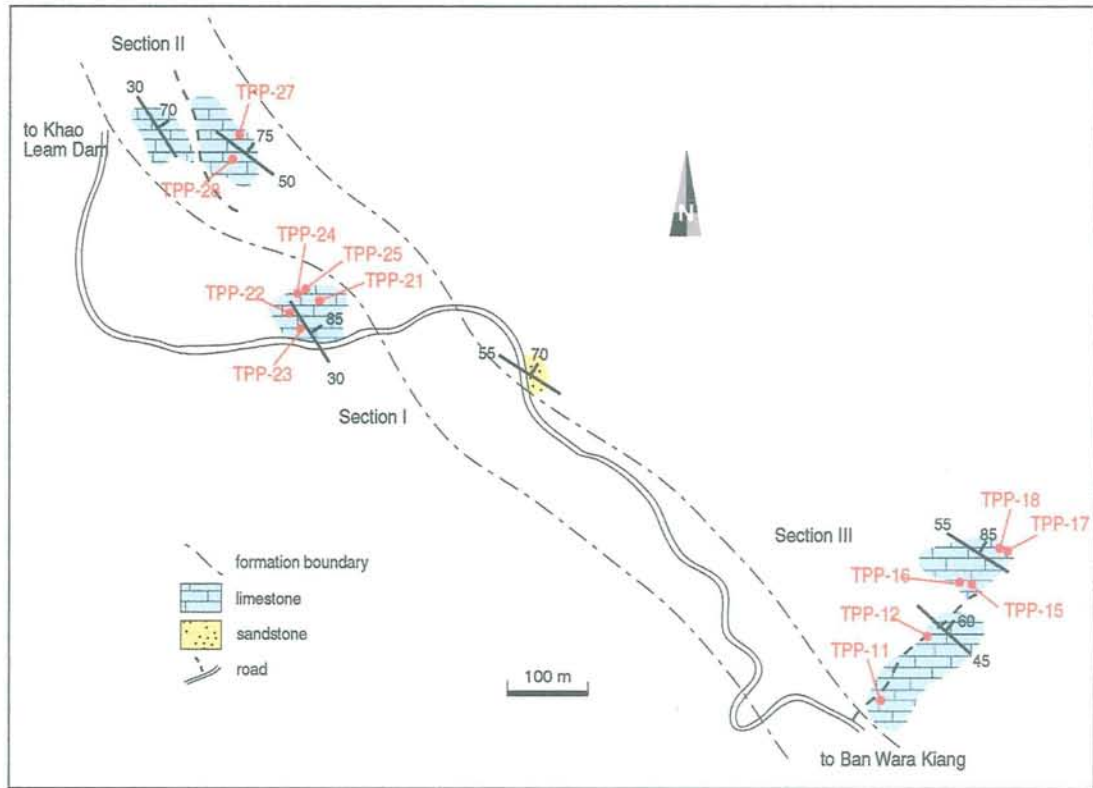 Section II
30
TPP-27
70
to Khao
Leam Dam
75
TPP-28
50
N
TPP-24
TPP-25
TPP-21
TPP-22
85
TPP-23
30
55
70
Section I
TPP-18
55
85
TPP-17
Section III
TPP-16
TPP-15
TPP-12
60
TPP-11
45
formation boundary
limestone
sandstone
road
100 m
to Ban Wara Kiang